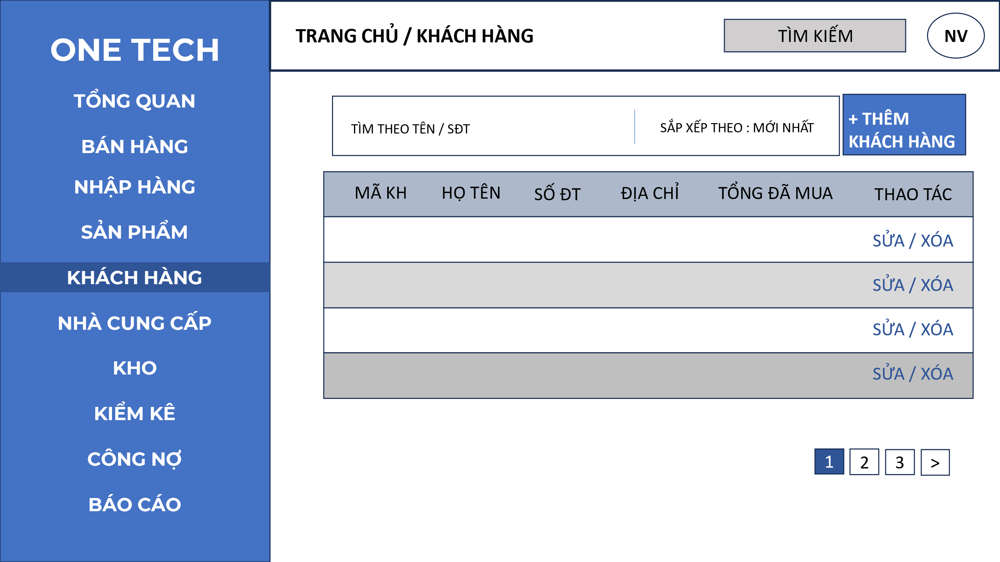 ONE TECH
TỔNG QUAN
BÁN HÀNG
NHẬP HÀNG
SẢN PHẨM
KHÁCH HÀNG
NHÀ CUNG CẤP
KHO
KIỂM KÊ
CÔNG NỢ
BÁO CÁO
TRANG CHỦ / KHÁCH HÀNG
TÌM KIẾM
NV
TÌM THEO TÊN / SĐT
SẮP XẾP THEO : MỚI NHẤT
+ THÊM
KHÁCH HÀNG
MÃ KH HỌ TÊN SỐ ĐT ĐỊA CHỈ TỔNG ĐÃ MUA THAO TÁC
SỬA / XÓA
SỬA / XÓA
SỬA / XÓA
SỬA / XÓA
1 2 3 >